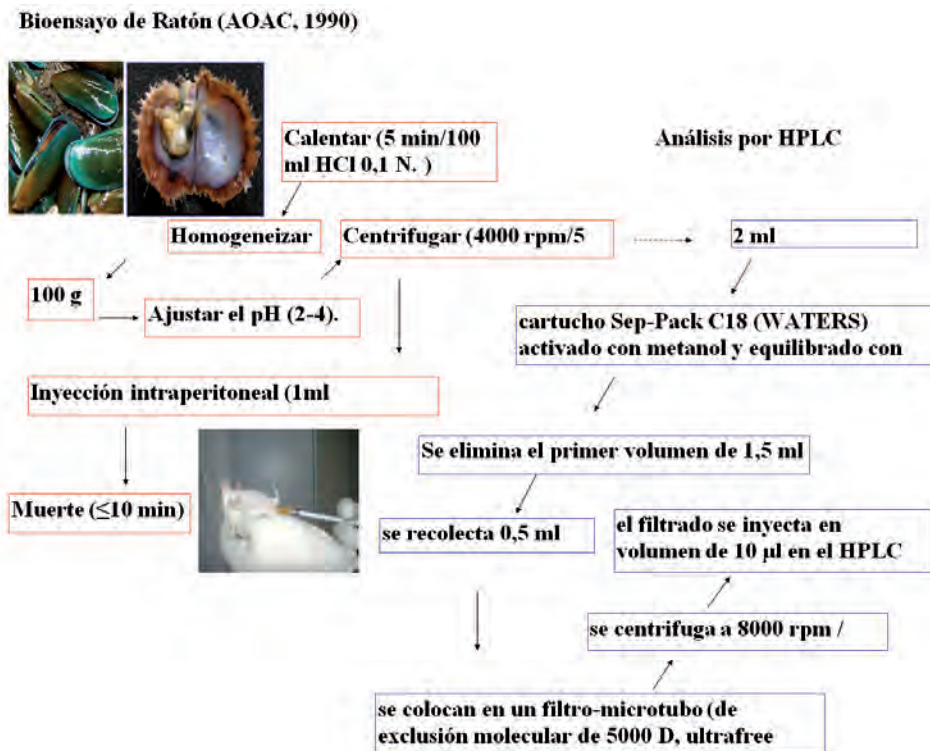 Bioensayo de Ratón (AOAC, 1990)
Calentar (5 min/100
ml HCl 0,1 N. )
Análisis por HPLC
Homogeneizar
Centrifugar (4000 rpm/5
2 ml
100 g
Ajustar el pH (2-4).
cartucho Sep-Pack C18 (WATERS)
activado con metanol y equilibrado con
Inyección intraperitoneal (1ml
Se elimina el primer volumen de 1,5 ml
Muerte (≤10 min)
se recolecta 0,5 ml
el filtrado se inyecta en
volumen de 10 µl en el HPLC
se centrifuga a 8000 rpm /
se colocan en un filtro-microtubo (de
exclusión molecular de 5000 D, ultrafree